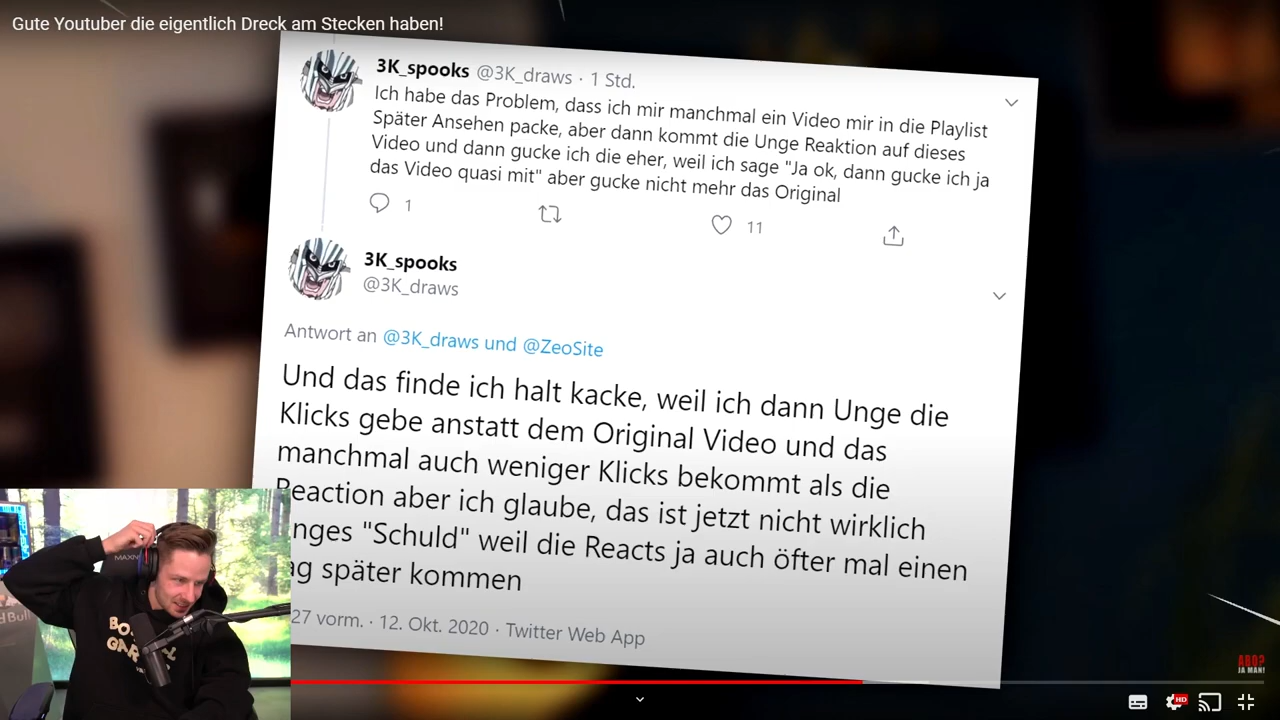 Gute Youtuber die eigentlich Dreck am Stecken haben!
3K_spooks @3K_draws · 1 Std.
Ich habe das Problem, dass ich mir manchmal ein Video mir in die Playlist
Später Ansehen packe, aber dann kommt die Unge Reaktion auf dieses
Video und dann gucke ich die eher, weil ich sage "Ja ok, dann gucke ich ja
das Video quasi mit" aber gucke nicht mehr das Original
1 11
3K_spooks
@3K_draws
Antwort an @3K_draws und @ZeoSite
Und das finde ich halt kacke, weil ich dann Unge die
Klicks gebe anstatt dem Original Video und das
manchmal auch weniger Klicks bekommt als die
Reaction aber ich glaube, das ist jetzt nicht wirklich
nges "Schuld" weil die Reacts ja auch öfter mal einen
ag später kommen
27 vorm. · 12. Okt. 2020 · Twitter Web App
ABO?
JA MAN!
HD